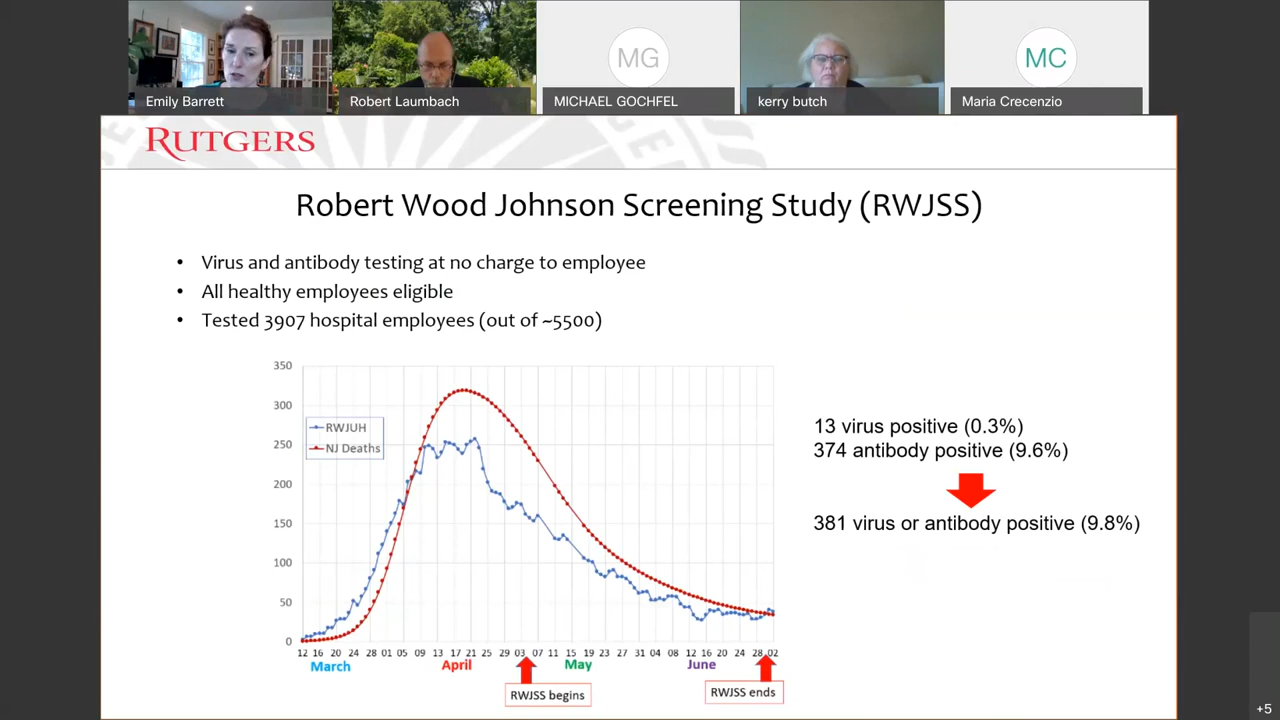 Emily Barrett
Robert Laumbach
MG
MICHAEL GOCHFEL
kerry butch
MC
Maria Crecenzio
RUTGERS
Robert Wood Johnson Screening Study (RWJSS)
• Virus and antibody testing at no charge to employee
• All healthy employees eligible
• Tested 3907 hospital employees (out of ~5500)
350
300
250
200
150
100
50
0
RWJUH
NJ Deaths
12 16 20 24 28 01 05 09 13 17 21 25 29 03 07 11 15 19 23 27 31 04 08 12 16 20 24 28 02
March April May June
RWJSS begins
RWJSS ends
13 virus positive (0.3%)
374 antibody positive (9.6%)
381 virus or antibody positive (9.8%)
+5